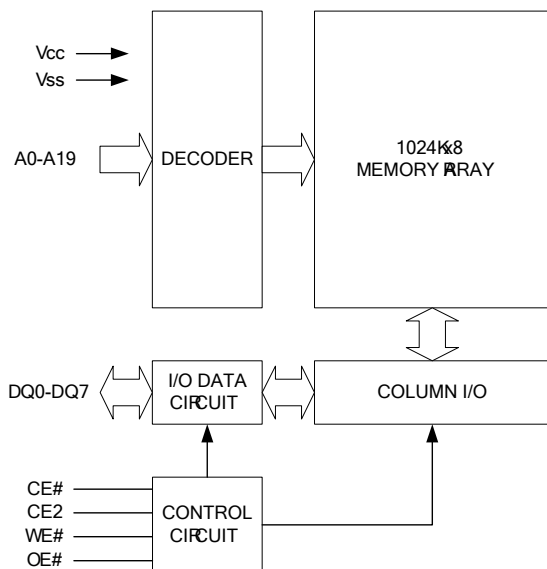 Vcc
Vss
A0-A19
DECODER
1024Kx8
MEMORY ARRAY
DQ0-DQ7
I/O DATA
CIRCUIT
COLUMN I/O
CE#
CE2
WE#
OE#
CONTROL
CIRCUIT